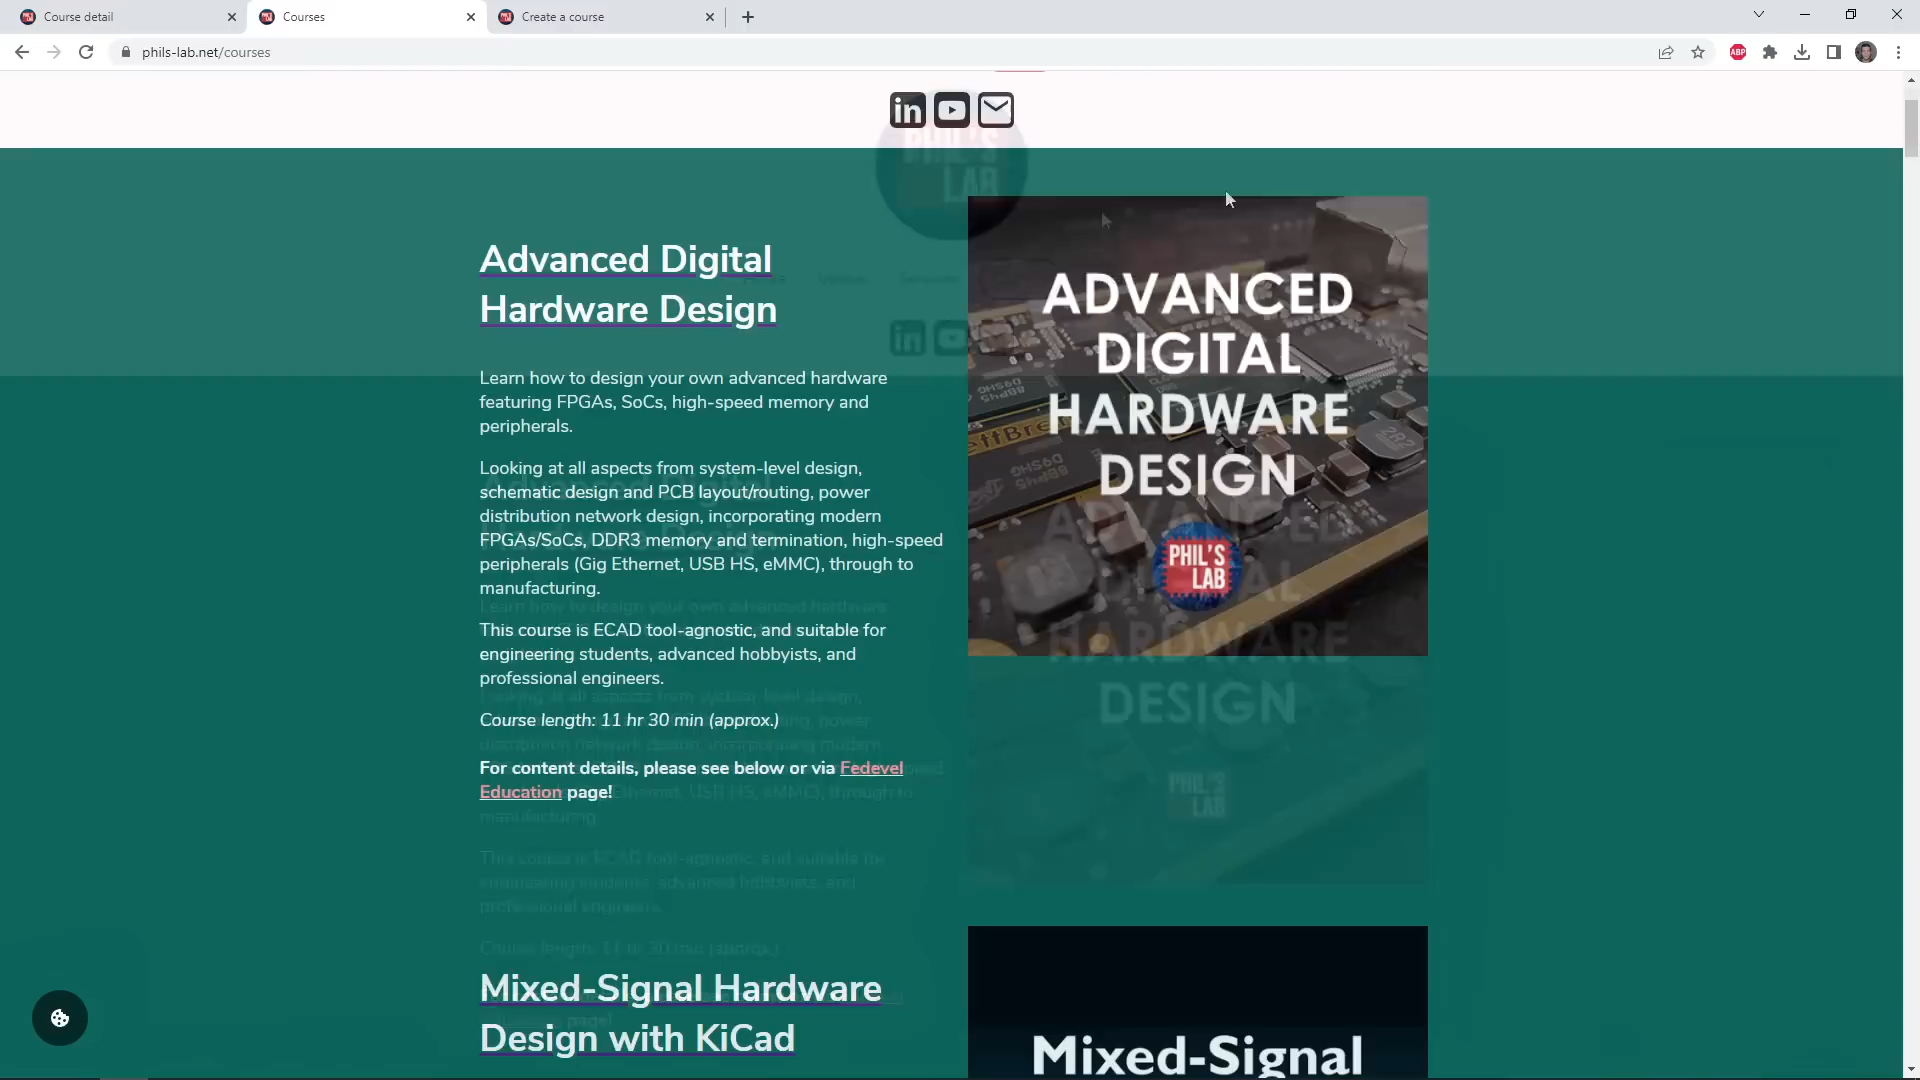 Course detail
Courses
Create a course
phils-lab.net/courses
ABP
in
PHIL'S
LAB
Advanced Digital
Hardware Design
Learn how to design your own advanced hardware
featuring FPGAs, SoCs, high-speed memory and
peripherals.
Looking at all aspects from system-level design,
schematic design and PCB layout/routing, power
distribution network design, incorporating modern
FPGAs/SoCs, DDR3 memory and termination, high-speed
peripherals (Gig Ethernet, USB HS, eMMC), through to
manufacturing.
This course is ECAD tool-agnostic, and suitable for
engineering students, advanced hobbyists, and
professional engineers.
Course length: 11 hr 30 min (approx.)
For content details, please see below or via Fedevel
Education page!
ADVANCED
DIGITAL
HARDWARE
DESIGN
PHIL'S
LAB
Mixed-Signal Hardware
Design with KiCad
Mixed-Signal